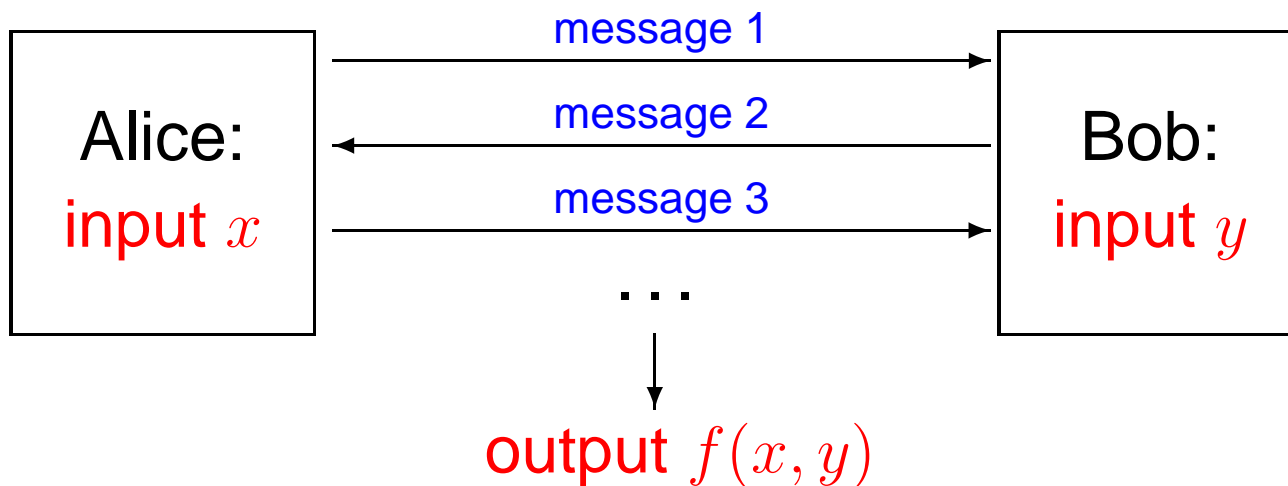 message 1
Alice:
input x
message 2
message 3
Bob:
input y
...
output f(x, y)